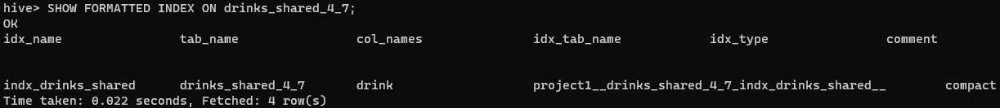 hive> SHOW FORMATTED INDEX ON drinks_shared_4_7;
OK
idx_name tab_name col_names idx_tab_name idx_type comment
indx_drinks_shared drinks_shared_4_7 drink project1__drinks_shared_4_7_indx_drinks_shared__ compact
Time taken: 0.022 seconds, Fetched: 4 row(s)